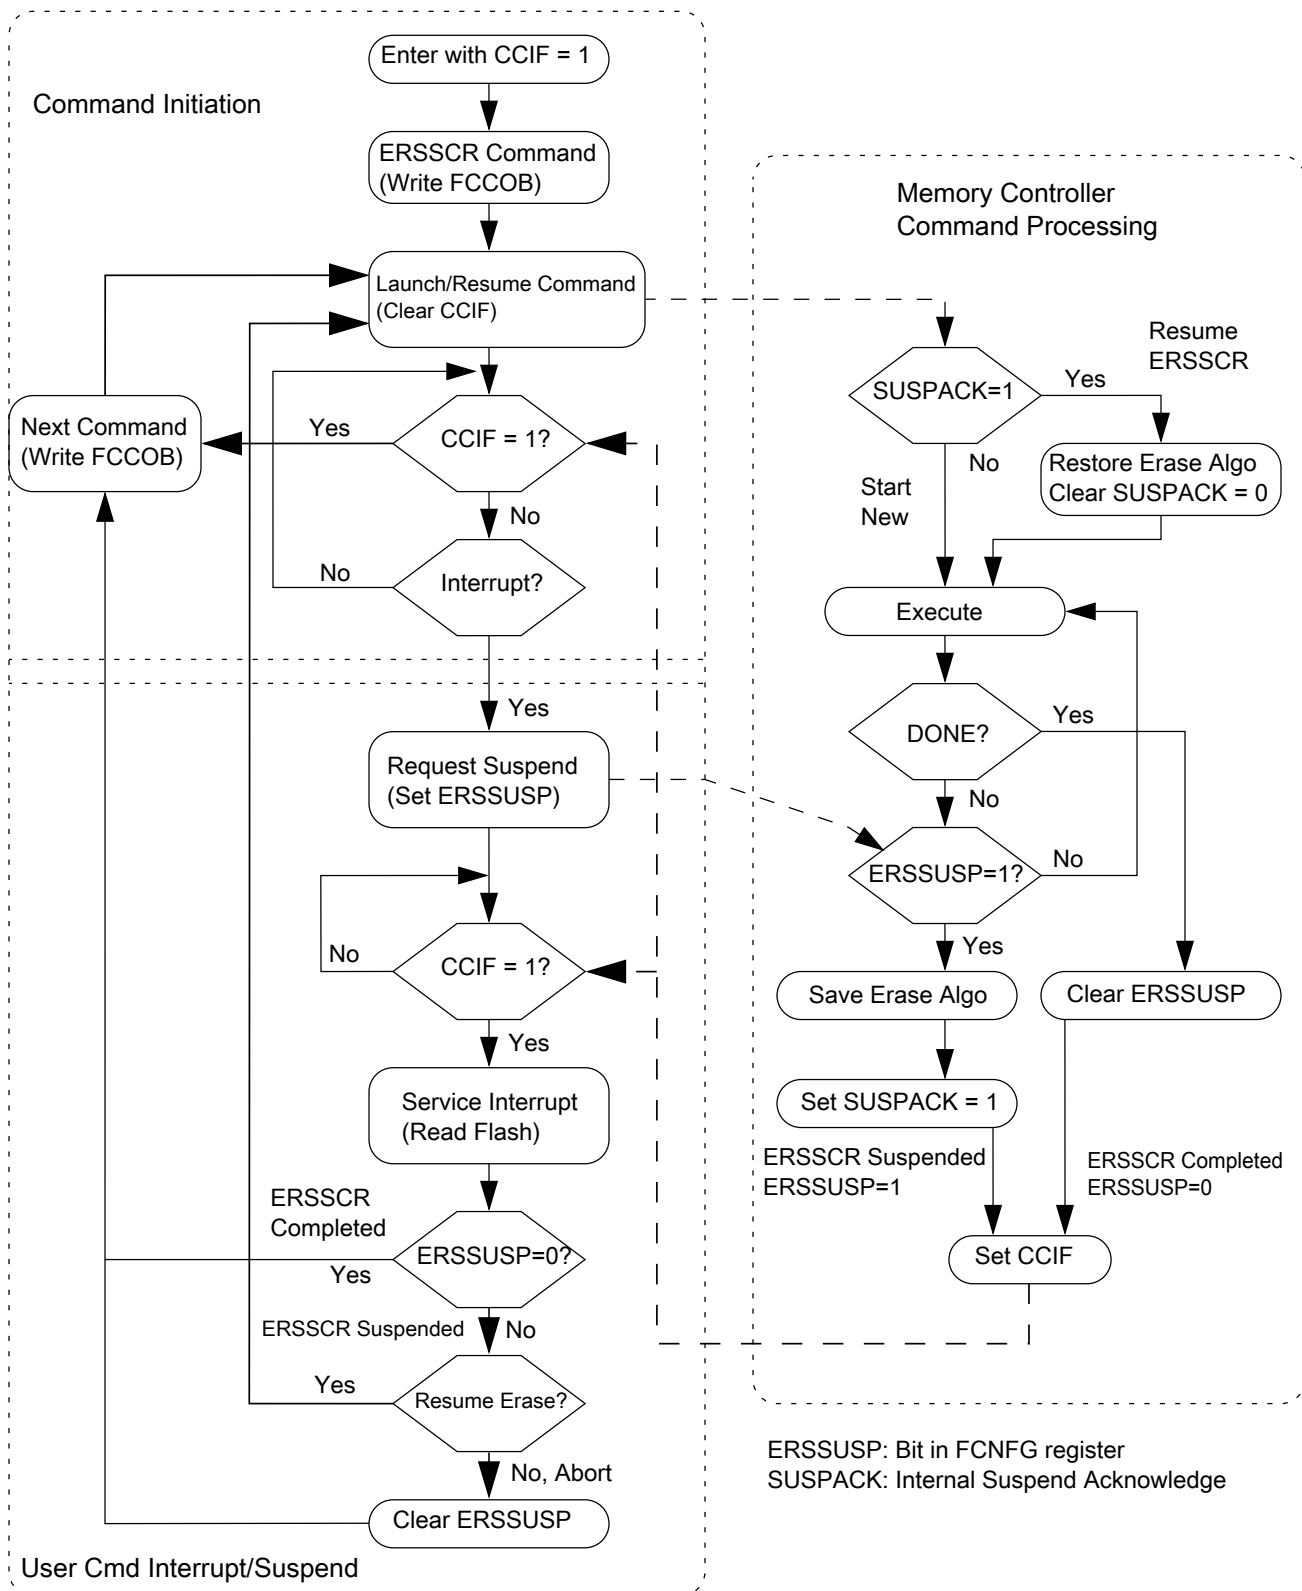 Command Initiation
Enter with CCIF = 1
ERSSCR Command
(Write FCCOB)
Launch/Resume Command
(Clear CCIF)
Next Command
(Write FCCOB)
Yes
CCIF = 1?
No
No
Interrupt?
Yes
Request Suspend
(Set ERSSUSP)
No
CCIF = 1?
Yes
Service Interrupt
(Read Flash)
ERSSCR
Completed
Yes
ERSSUSP=0?
ERSSCR Suspended
No
Yes
Resume Erase?
No, Abort
Clear ERSSUSP
User Cmd Interrupt/Suspend
Memory Controller
Command Processing
SUSPACK=1
Yes
Resume
ERSSCR
No
Start
New
Restore Erase Algo
Clear SUSPACK = 0
Execute
DONE?
Yes
No
ERSSUSP=1?
No
Yes
Save Erase Algo
Clear ERSSUSP
Set SUSPACK = 1
ERSSCR Suspended
ERSSUSP=1
ERSSCR Completed
ERSSUSP=0
Set CCIF
ERSSUSP: Bit in FCNFG register
SUSPACK: Internal Suspend Acknowledge